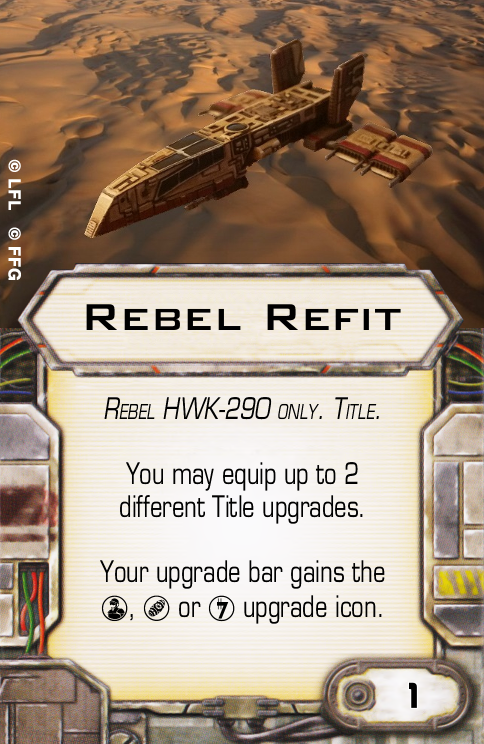 © LFL © FFG
Rebel Refit
Rebel HWK-290 only. Title.
You may equip up to 2
different Title upgrades.
Your upgrade bar gains the
, or upgrade icon.
1